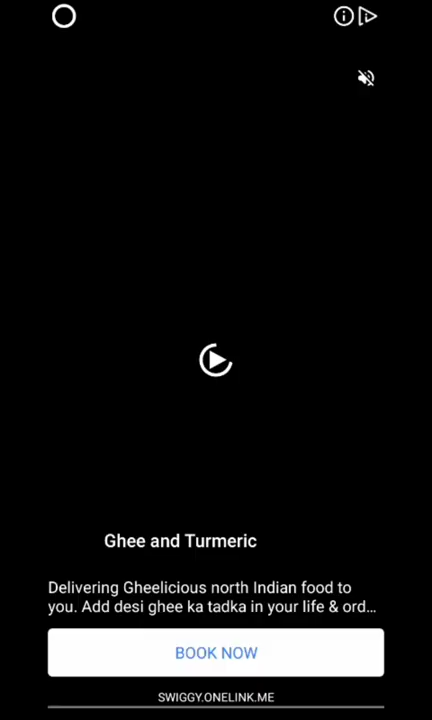 Ghee and Turmeric
Delivering Gheelicious north Indian food to
you. Add desi ghee ka tadka in your life & ord...
BOOK NOW
SWIGGY.ONELINK.ME